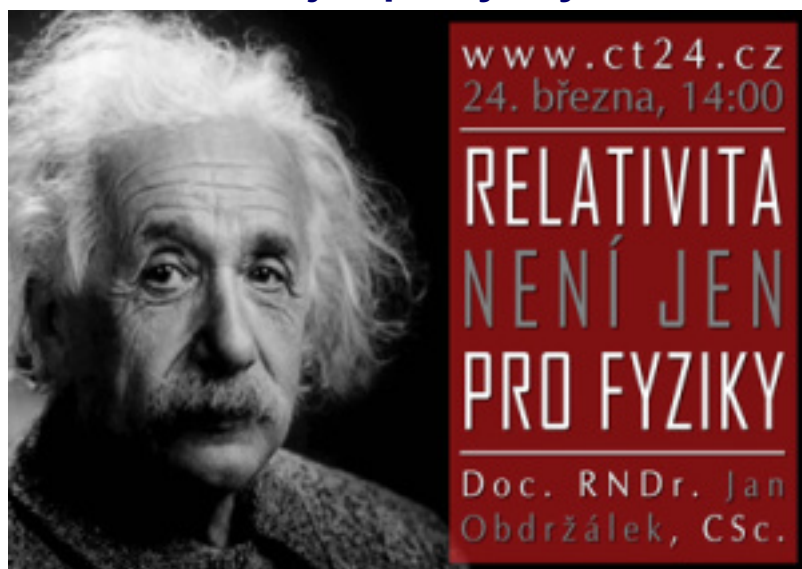 www.ct24.cz
24. března, 14:00
RELATIVITA
NENÍ JEN
PRO FYZIKY
Doc. RNDr. Jan
Obdržálek, CSc.